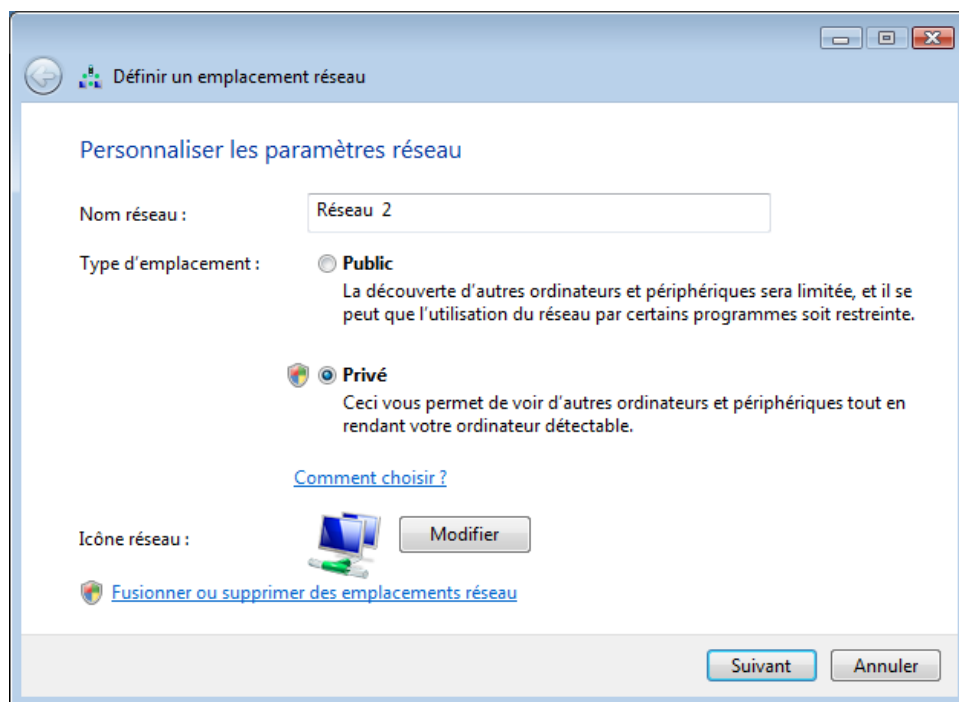 Définir un emplacement réseau
Personnaliser les paramètres réseau
Nom réseau :
Réseau 2
Type d'emplacement :
Public
La découverte d'autres ordinateurs et périphériques sera limitée, et il se
peut que l'utilisation du réseau par certains programmes soit restreinte.
Privé
Ceci vous permet de voir d'autres ordinateurs et périphériques tout en
rendant votre ordinateur détectable.
Comment choisir ?
Icône réseau :
Modifier
Fusionner ou supprimer des emplacements réseau
Suivant
Annuler